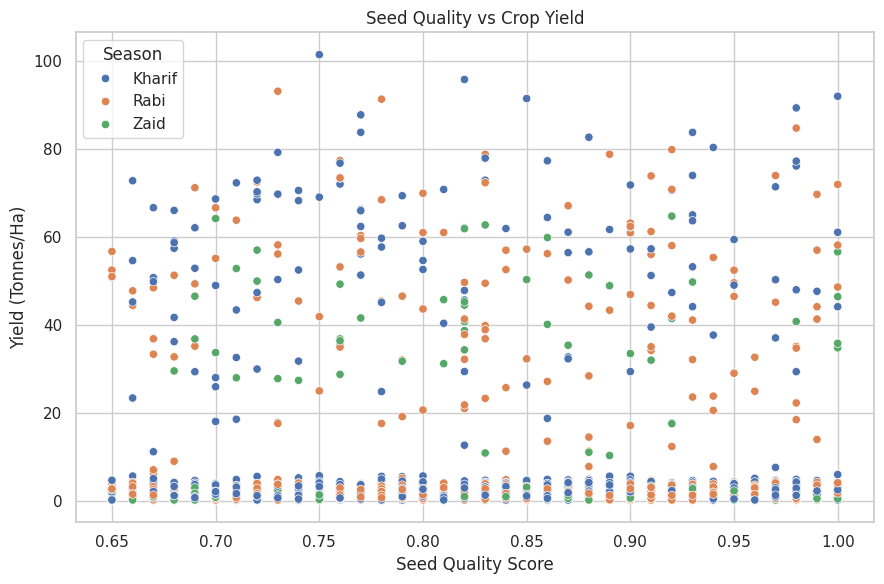 Seed Quality vs Crop Yield
Season
Kharif
Rabi
Zaid
Yield (Tonnes/Ha)
100
80
60
40
20
0
0.65 0.70 0.75 0.80 0.85 0.90 0.95 1.00
Seed Quality Score